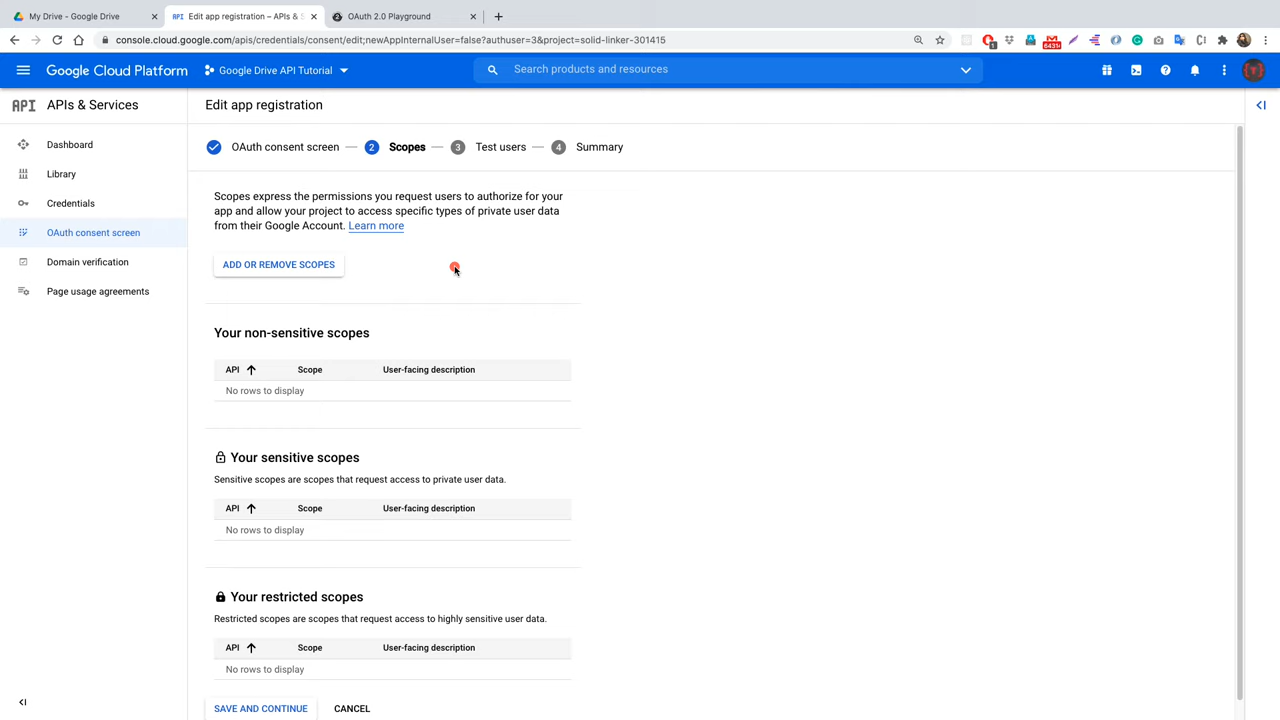 My Drive – Google Drive
API Edit app registration – APIs & S
OAuth 2.0 Playground
console.cloud.google.com/apis/credentials/consent/edit;newAppInternalUser=false?authuser=3&project=solid-linker-301415
Google Cloud Platform
Google Drive API Tutorial
Search products and resources
API APIs & Services
Edit app registration
Dashboard
Library
Credentials
OAuth consent screen
Domain verification
Page usage agreements
OAuth consent screen — 2 Scopes — 3 Test users — 4 Summary
Scopes express the permissions you request users to authorize for your
app and allow your project to access specific types of private user data
from their Google Account. Learn more
ADD OR REMOVE SCOPES
Your non-sensitive scopes
API Scope User-facing description
No rows to display
Your sensitive scopes
Sensitive scopes are scopes that request access to private user data.
API Scope User-facing description
No rows to display
Your restricted scopes
Restricted scopes are scopes that request access to highly sensitive user data.
API Scope User-facing description
No rows to display
SAVE AND CONTINUE CANCEL